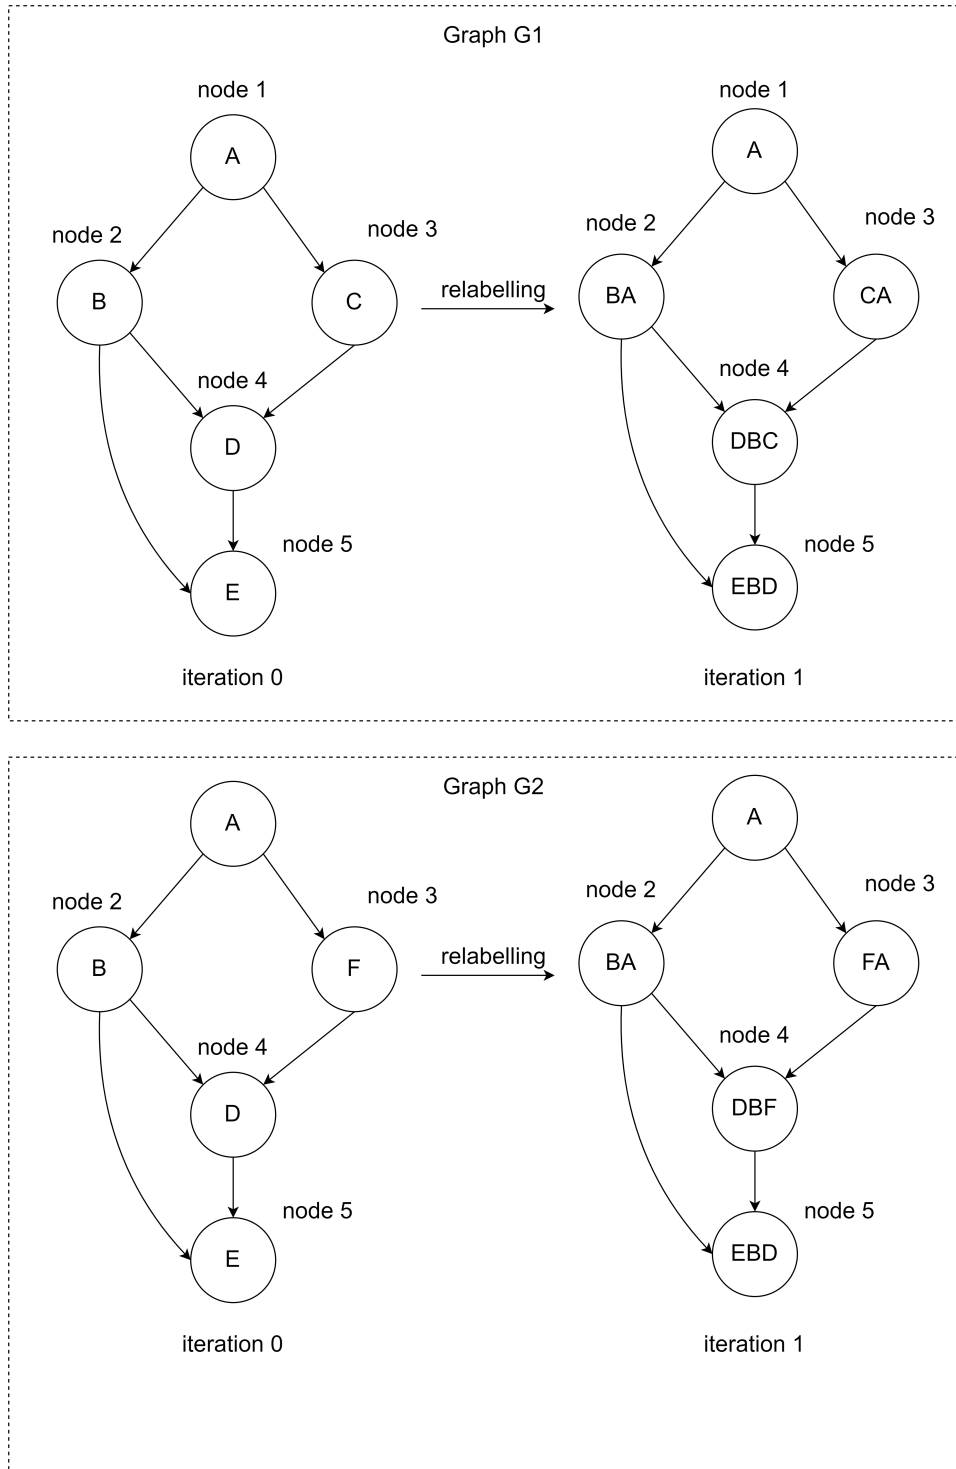 Graph G1
node 1
node 1
A
A
node 2
node 3
node 2
node 3
B
C
relabelling
BA
CA
node 4
node 4
D
DBC
node 5
node 5
E
EBD
iteration 0
iteration 1
Graph G2
A
A
node 2
node 3
node 2
node 3
B
F
relabelling
BA
FA
node 4
node 4
D
DBF
node 5
node 5
E
EBD
iteration 0
iteration 1